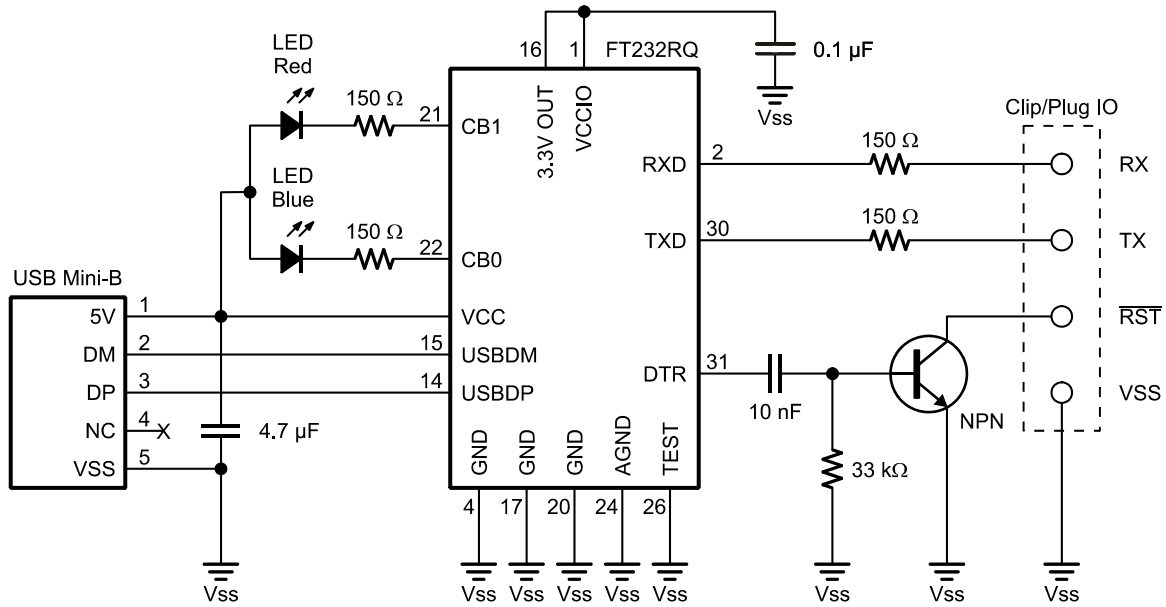 LED
Red
150 Ω
21
16
1
FT232RQ
0.1 µF
Vss
CB1
3.3V OUT
VCCIO
Clip/Plug IO
RXD
2
150 Ω
RX
LED
Blue
150 Ω
22
CB0
TXD
30
150 Ω
TX
USB Mini-B
5V
1
VCC
RST
DM
2
15
USBDM
DP
3
14
USBDP
DTR
31
10 nF
NPN
VSS
NC
4
X
4.7 µF
VSS
5
GND
GND
GND
AGND
TEST
33 kΩ
4
17
20
24
26
Vss
Vss
Vss
Vss
Vss
Vss
Vss
Vss
Vss